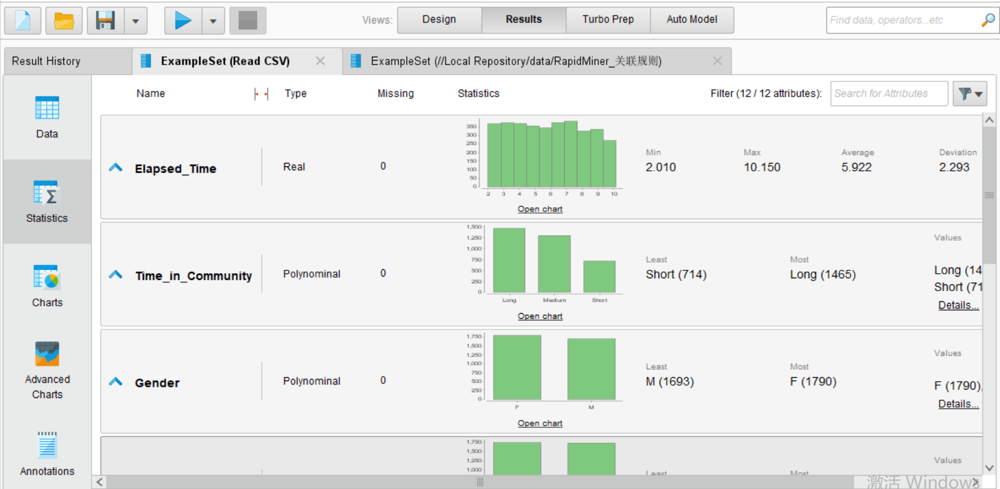 Views: Design Results Turbo Prep Auto Model Find data, operators...etc
Result History ExampleSet (Read CSV) ExampleSet (//Local Repository/data/RapidMiner_关联规则)
Name Type Missing Statistics Filter (12 / 12 attributes): Search for Attributes
Data
Statistics
Charts
Advanced
Charts
Annotations
Elapsed_Time Real 0
350
300
250
200
150
100
50
0
2 3 4 5 6 7 8 9 10
Open chart
Min Max Average Deviation
2.010 10.150 5.922 2.293
Time_in_Community Polynominal 0
1,500
1,250
1,000
750
500
250
0
Long Medium Short
Open chart
Least Most Values
Short (714) Long (1465) Long (14
Short (71
Details...
Gender Polynominal 0
1,750
1,500
1,250
1,000
750
500
250
0
F M
Open chart
Least Most Values
M (1693) F (1790) F (1790),
Details...
1,750
1,500
1,250
1,000
Least Most Values
激活 Windows